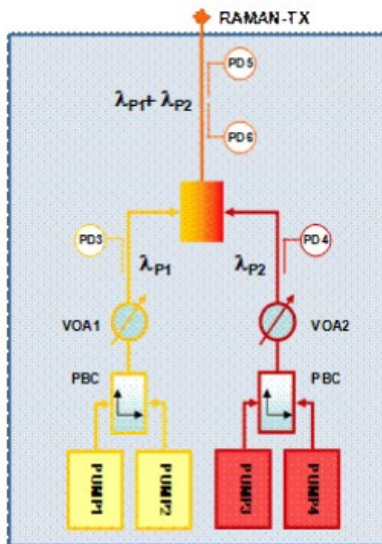 RAMAN-TX
PD5
λP1+ λP2
PD6
PD3
PD4
λP1
λP2
VOA1
VOA2
PBC
PBC
PUMP1
PUMP2
PUMP3
PUMP4